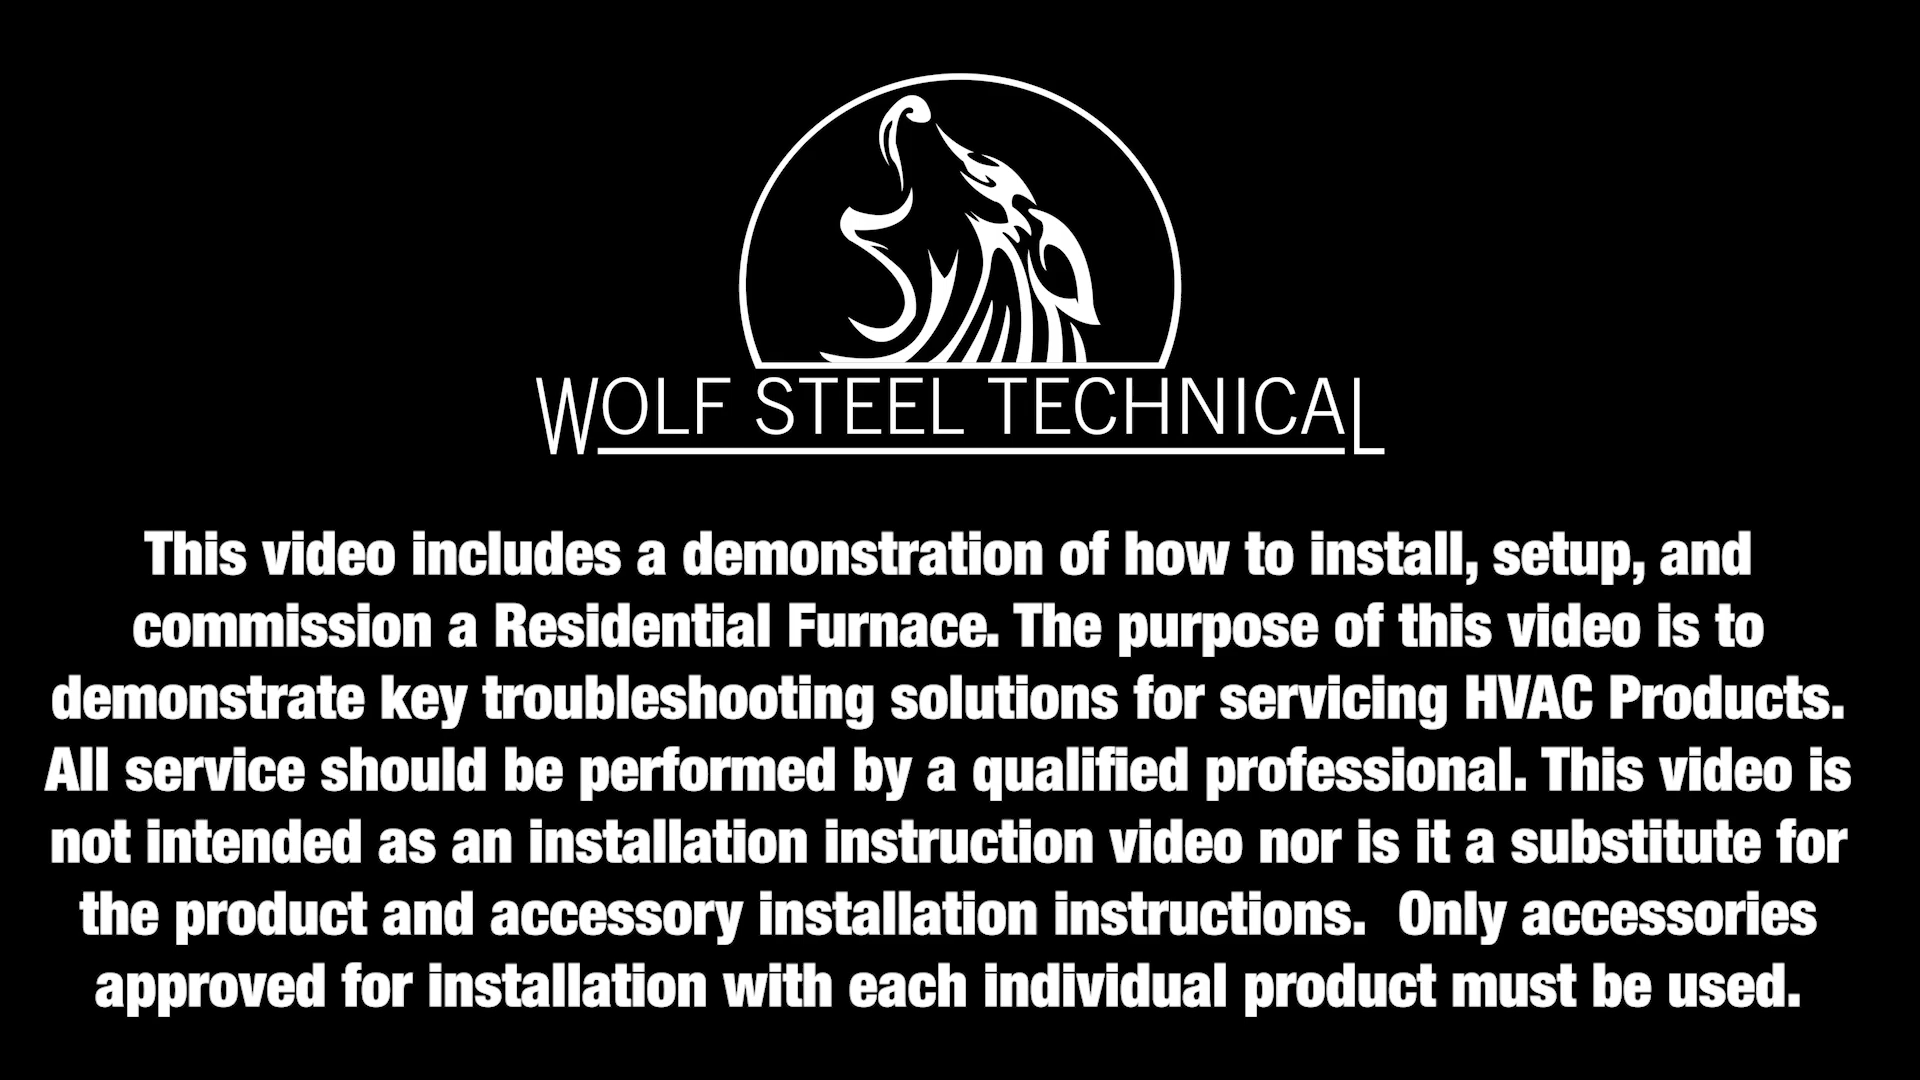 WOLF STEEL TECHNICAL
This video includes a demonstration of how to install, setup, and
commission a Residential Furnace. The purpose of this video is to
demonstrate key troubleshooting solutions for servicing HVAC Products.
All service should be performed by a qualified professional. This video is
not intended as an installation instruction video nor is it a substitute for
the product and accessory installation instructions.  Only accessories
approved for installation with each individual product must be used.